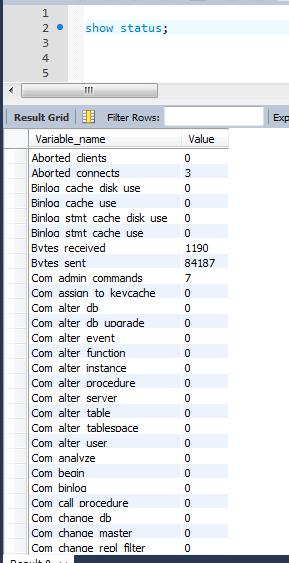 1
2 show status;
3
4
5
Result Grid Filter Rows: Exp
Variable_name Value
Aborted_clients 0
Aborted_connects 3
Binlog_cache_disk_use 0
Binlog_cache_use 0
Binlog_stmt_cache_disk_use 0
Binlog_stmt_cache_use 0
Bytes_received 1190
Bytes_sent 84187
Com_admin_commands 7
Com_assign_to_keycache 0
Com_alter_db 0
Com_alter_db_upgrade 0
Com_alter_event 0
Com_alter_function 0
Com_alter_instance 0
Com_alter_procedure 0
Com_alter_server 0
Com_alter_table 0
Com_alter_tablespace 0
Com_alter_user 0
Com_analyze 0
Com_begin 0
Com_binlog 0
Com_call_procedure 0
Com_change_db 0
Com_change_master 0
Com_change_repl_filter 0